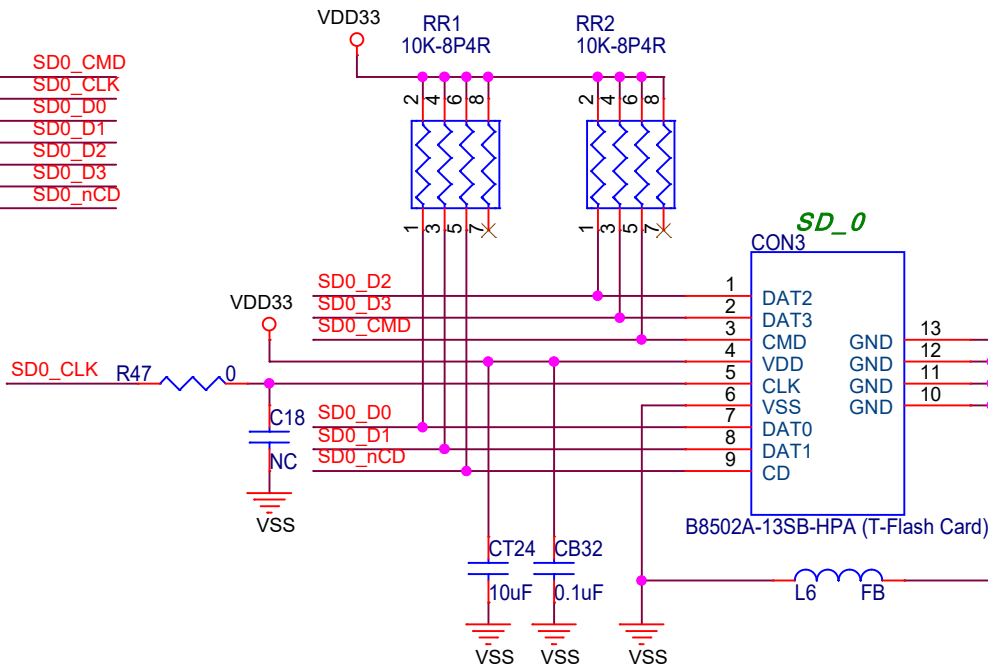 VDD33
RR1
10K-8P4R
RR2
10K-8P4R
SD0_CMD
SD0_CLK
SD0_D0
SD0_D1
SD0_D2
SD0_D3
SD0_nCD
2 4 6 8
2 4 6 8
1 3 5 7
1 3 5 7
SD_0
CON3
SD0_D2
SD0_D3
SD0_CMD
VDD33
SD0_CLK
R47
0
C18
NC
VSS
SD0_D0
SD0_D1
SD0_nCD
1 DAT2
2 DAT3
3 CMD
4 VDD
5 CLK
6 VSS
7 DAT0
8 DAT1
9 CD
GND 13
GND 12
GND 11
GND 10
B8502A-13SB-HPA (T-Flash Card)
CT24
10uF
CB32
0.1uF
L6
FB
VSS
VSS
VSS